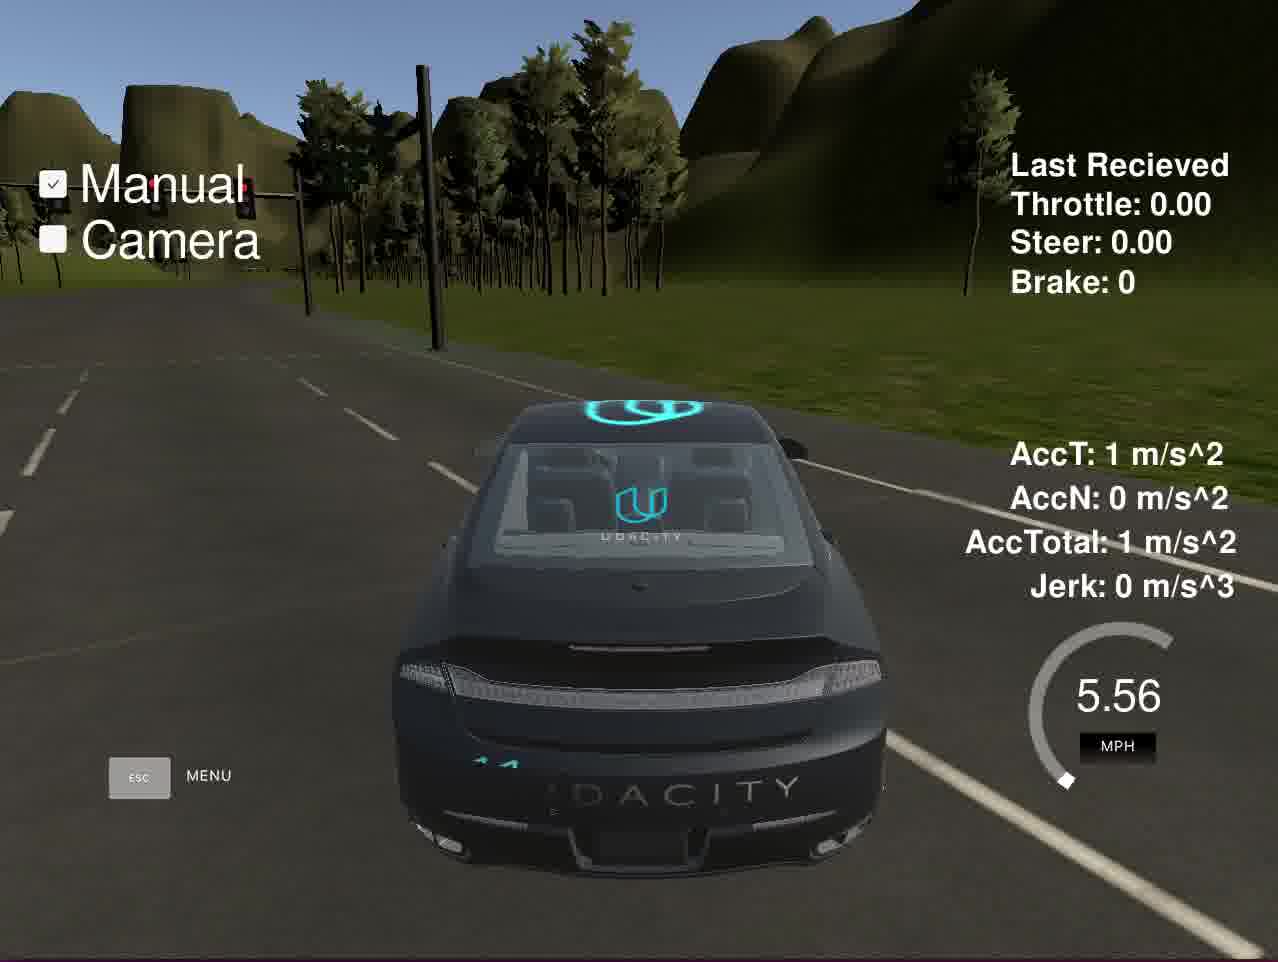 Manual
Camera
Last Recieved
Throttle: 0.00
Steer: 0.00
Brake: 0
AccT: 1 m/s^2
AccN: 0 m/s^2
AccTotal: 1 m/s^2
Jerk: 0 m/s^3
5.56
MPH
ESC MENU
UDACITY
DACITY